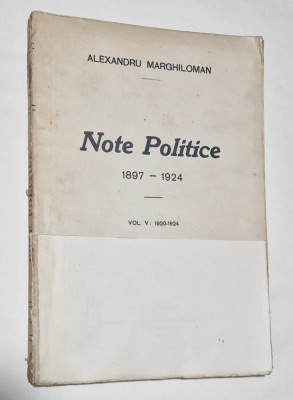 ALEXANDRU MARGHILOMAN
Note Politice
1897 – 1924
VOL. V: 1920-1924